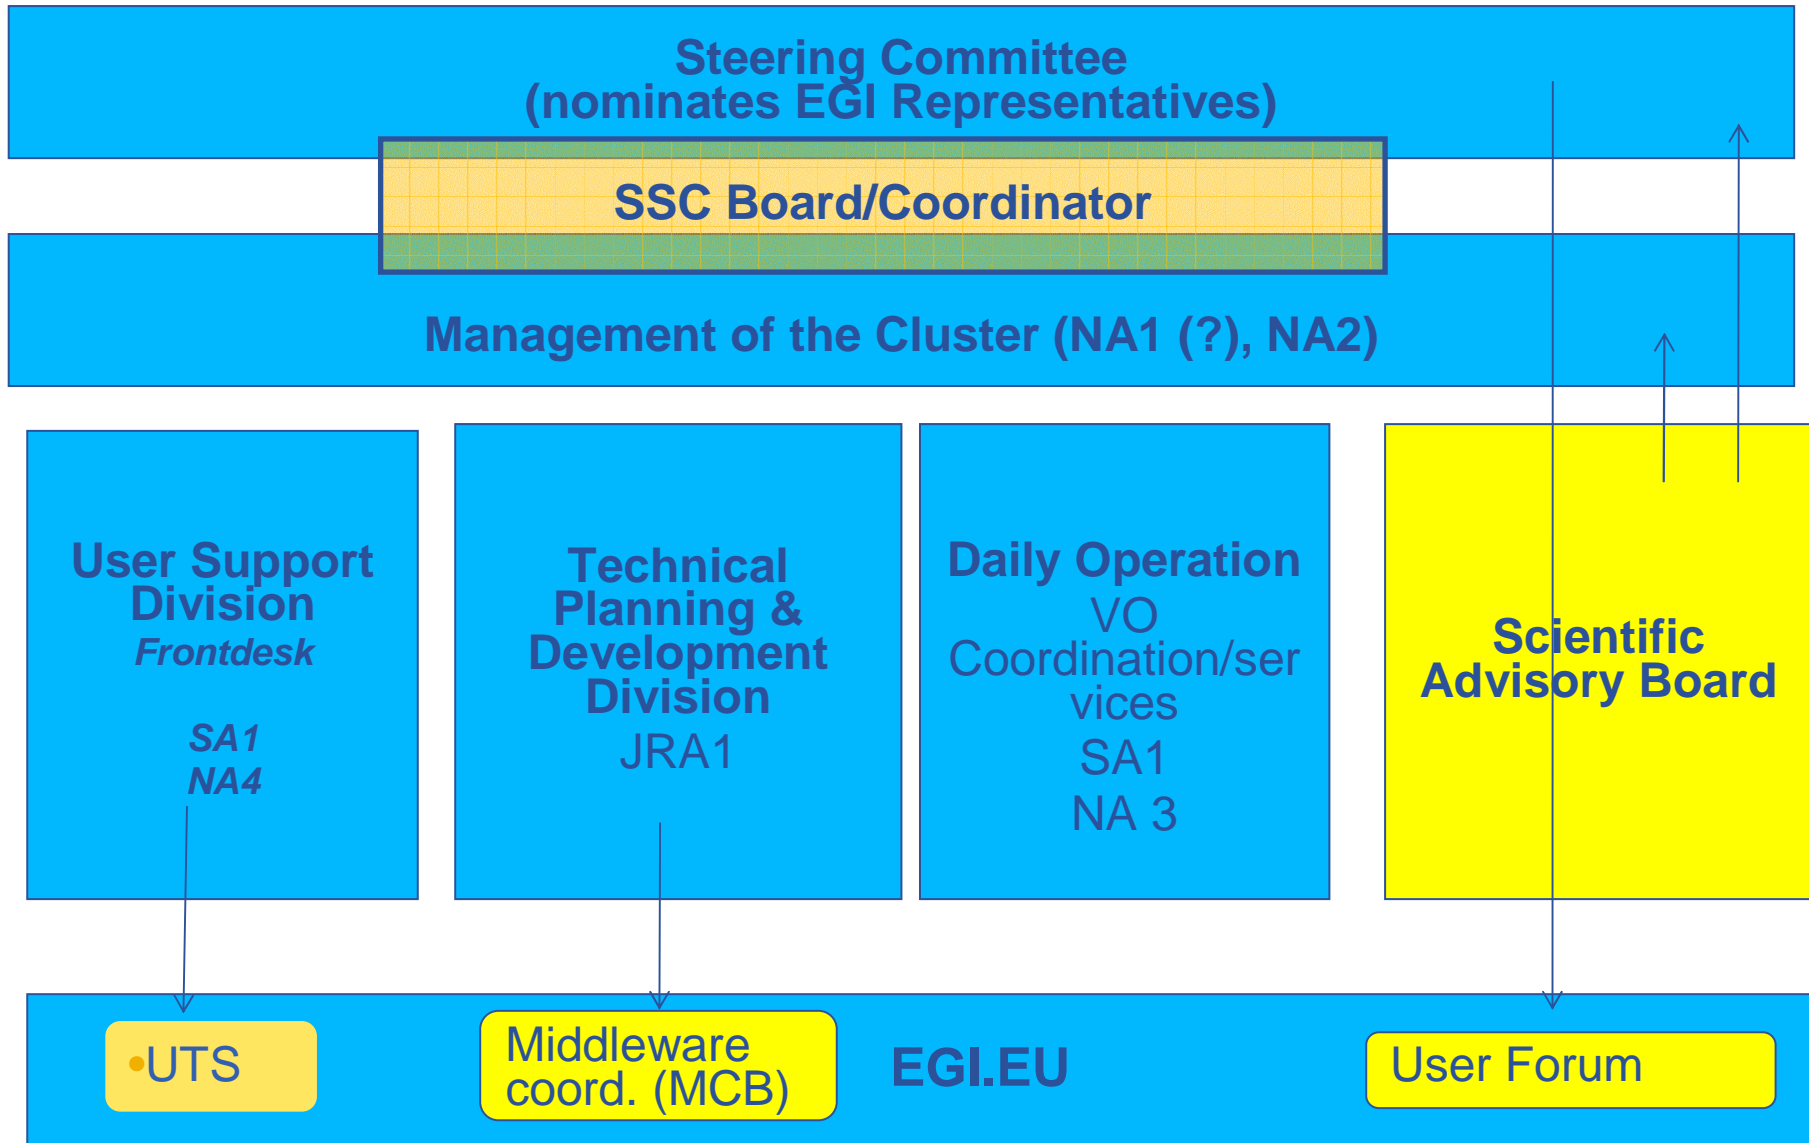 Steering Committee
(nominates EGI Representatives)
SSC Board/Coordinator
Management of the Cluster (NA1 (?), NA2)
User Support
Division
Frontdesk
SA1
NA4
Technical
Planning &
Development
Division
JRA1
Daily Operation
VO
Coordination/ser
vices
SA1
NA 3
Scientific
Advisory Board
•UTS
Middleware
coord. (MCB)
EGI.EU
User Forum